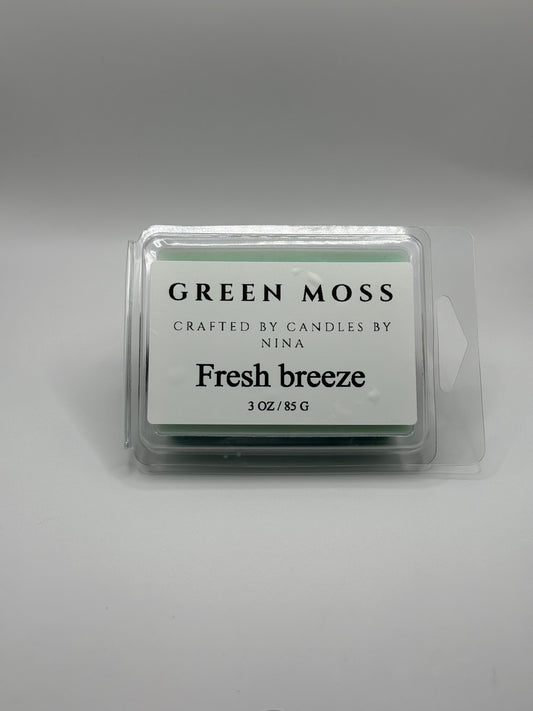 GREEN MOSS
CRAFTED BY CANDLES BY
NINA
Fresh breeze
3 OZ / 85 G